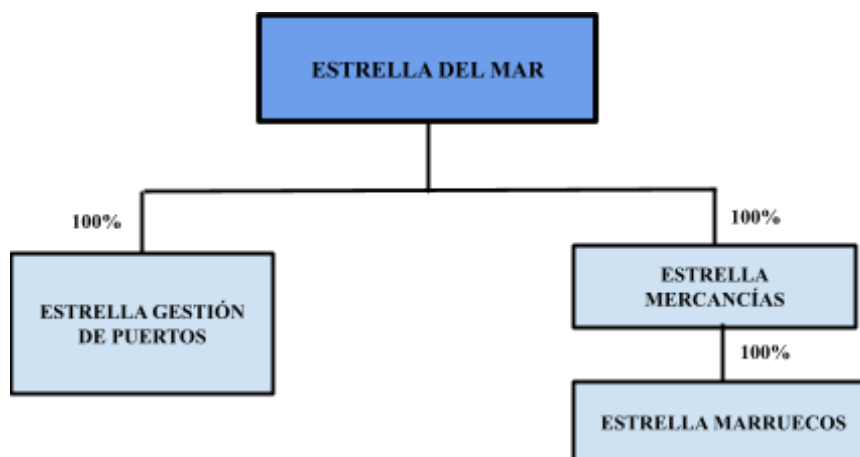 ESTRELLA DEL MAR
100%
100%
ESTRELLA GESTIÓN
DE PUERTOS
ESTRELLA
MERCANCÍAS
100%
ESTRELLA MARRUECOS